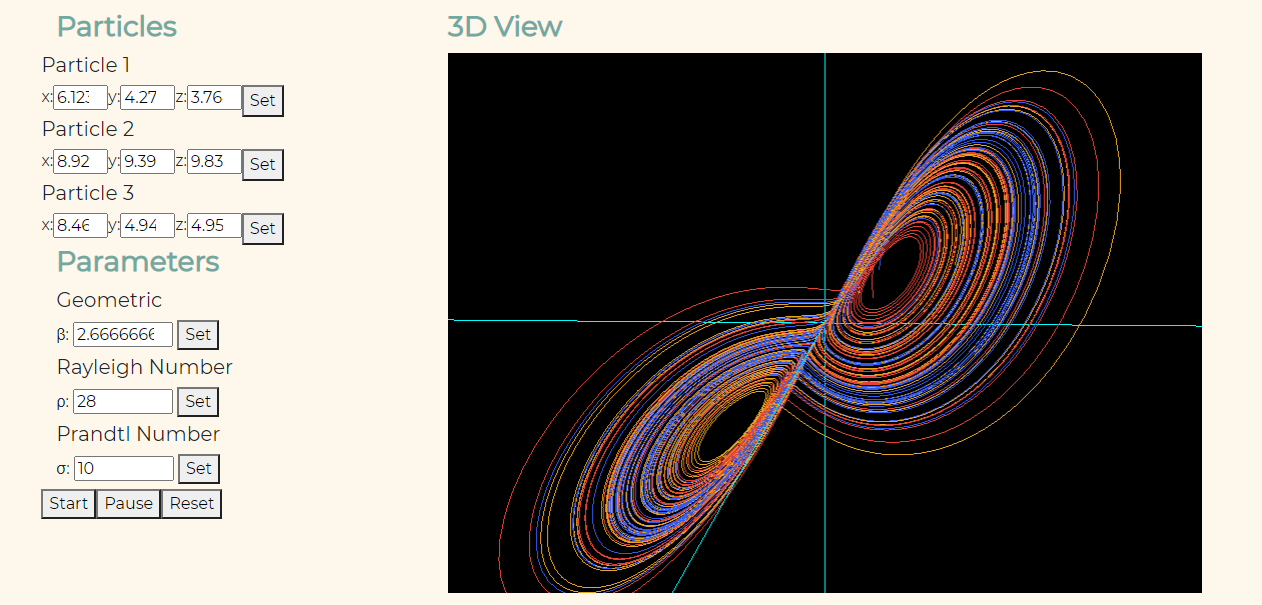 Particles
Particle 1
x: 6.123 y: 4.27 z: 3.76 Set
Particle 2
x: 8.92 y: 9.39 z: 9.83 Set
Particle 3
x: 8.46 y: 4.94 z: 4.95 Set
Parameters
Geometric
β: 2.6666666 Set
Rayleigh Number
ρ: 28 Set
Prandtl Number
σ: 10 Set
Start Pause Reset
3D View